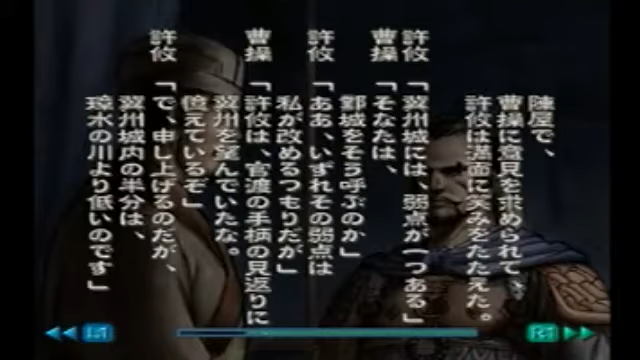 陣屋で、
曹操に意見を求められて、
許攸は満面に笑みをたたえた。
許攸「冀州城には、弱点が一つある」
曹操「そなたは、
鄴城をそう呼ぶのか」
許攸「ああ、いずれその弱点は
私が改めるつもりだが」
曹操「許攸は、官渡の手柄の見返りに
冀州を望んでいたな。
憶えているぞ」
許攸「で、申し上げるのだが、
冀州城内の半分は、
璋水の川より低いのです」
L1
R1